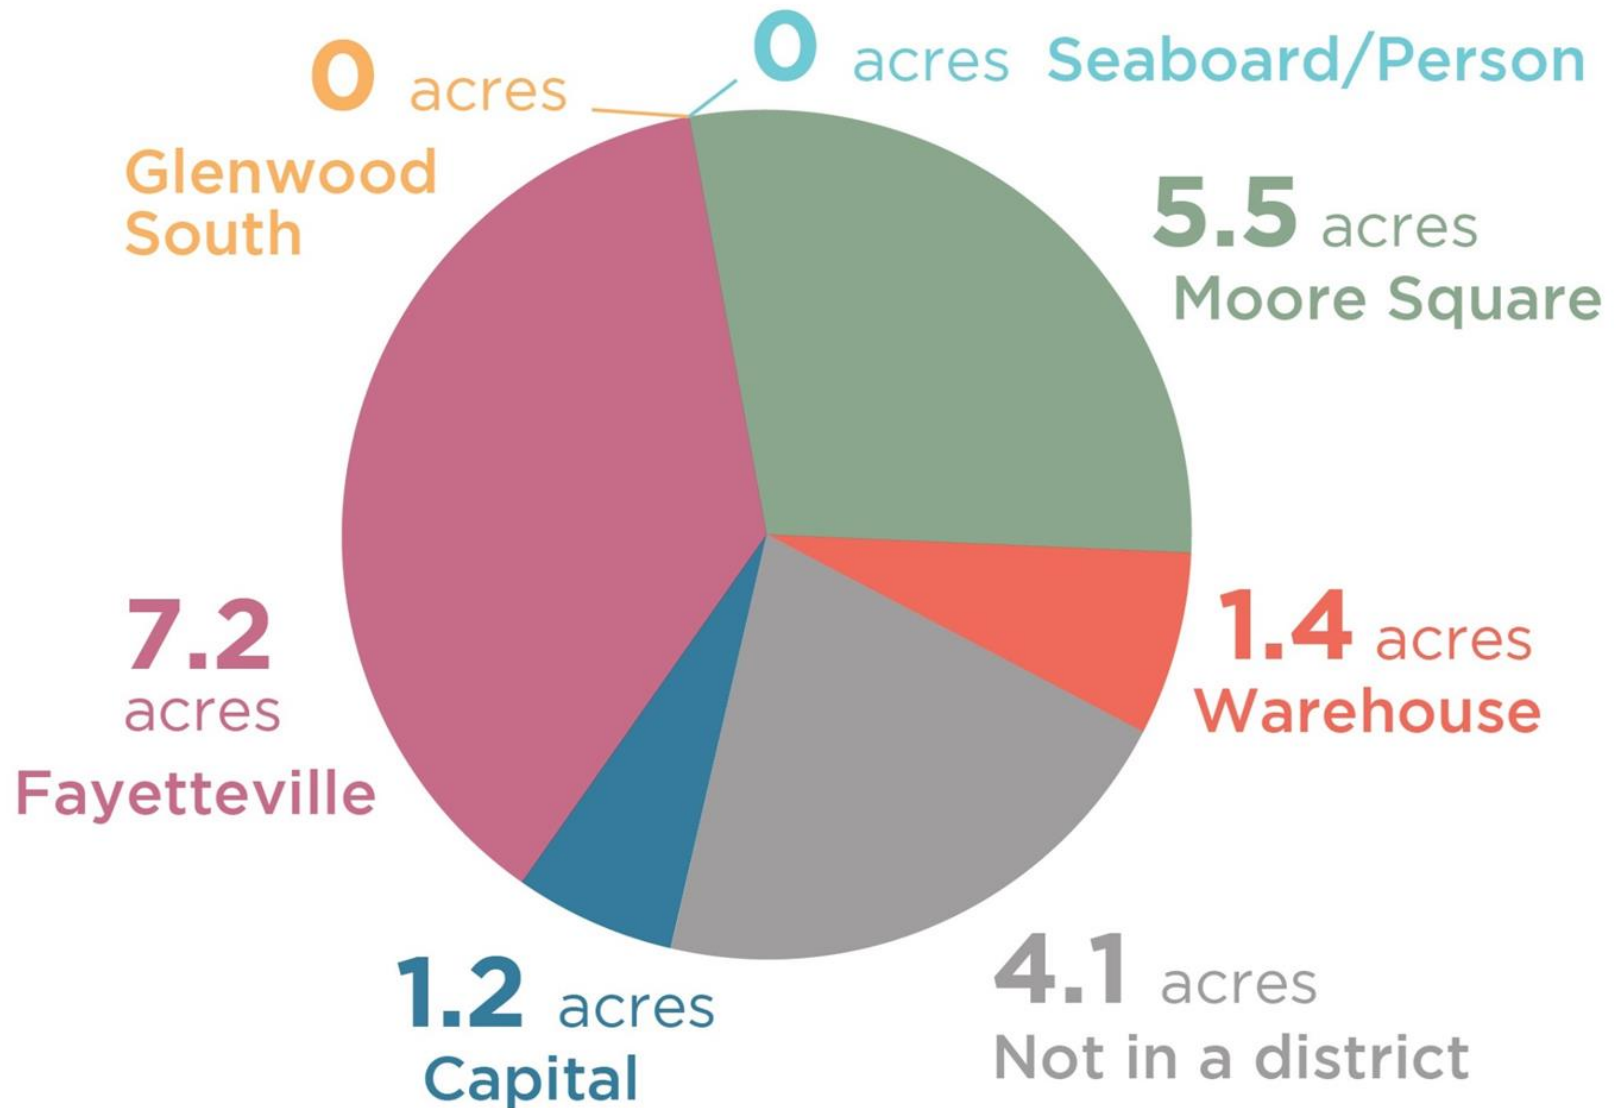 0 acres
Glenwood
South
0 acres Seaboard/Person
5.5 acres
Moore Square
1.4 acres
Warehouse
4.1 acres
Not in a district
1.2 acres
Capital
7.2
acres
Fayetteville